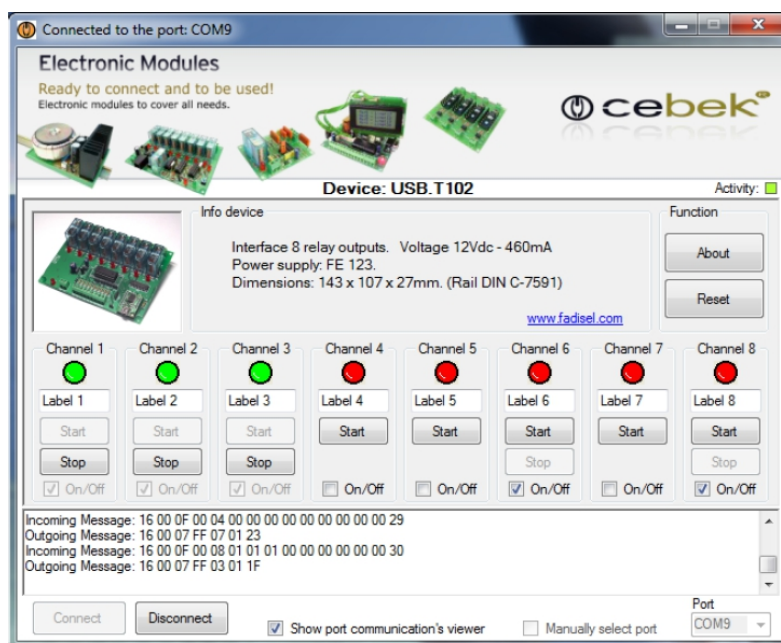 Connected to the port: COM9
Electronic Modules
Ready to connect and to be used!
Electronic modules to cover all needs.
cebek
Device: USB.T102
Activity:
Info device
Function
Interface 8 relay outputs. Voltage 12Vdc - 460mA
Power supply: FE 123.
Dimensions: 143 x 107 x 27mm. (Rail DIN C-7591)
www.fadisel.com
About
Reset
Channel 1 Channel 2 Channel 3 Channel 4 Channel 5 Channel 6 Channel 7 Channel 8
Label 1 Label 2 Label 3 Label 4 Label 5 Label 6 Label 7 Label 8
Start Start Start Start Start Start Start Start
Stop Stop Stop Stop Stop
On/Off On/Off On/Off On/Off On/Off On/Off On/Off On/Off
Incoming Message: 16 00 0F 00 04 00 00 00 00 00 00 00 00 00 29
Outgoing Message: 16 00 07 FF 07 01 23
Incoming Message: 16 00 0F 00 08 01 01 01 00 00 00 00 00 00 30
Outgoing Message: 16 00 07 FF 03 01 1F
Port
Connect Disconnect Show port communication's viewer Manually select port COM9